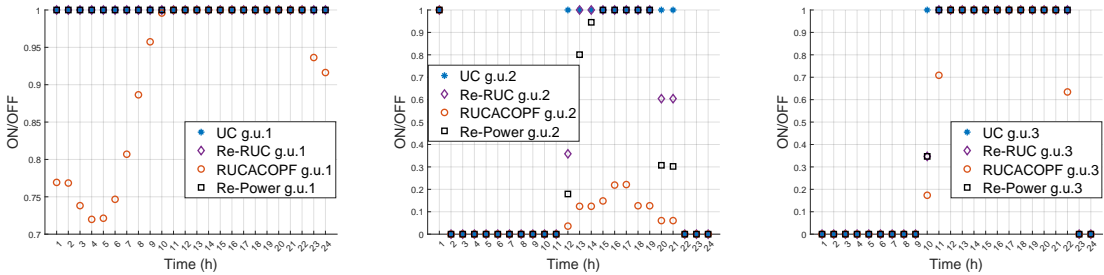 1
0.95
0.9
0.85
0.8
0.75
0.7
ON/OFF
UC g.u.1
Re-RUC g.u.1
RUCACOPF g.u.1
Re-Power g.u.1
1 2 3 4 5 6 7 8 9 10 11 12 13 14 15 16 17 18 19 20 21 22 23 24
Time (h)
1
0.9
0.8
0.7
0.6
0.5
0.4
0.3
0.2
0.1
0
ON/OFF
UC g.u.2
Re-RUC g.u.2
RUCACOPF g.u.2
Re-Power g.u.2
1 2 3 4 5 6 7 8 9 10 11 12 13 14 15 16 17 18 19 20 21 22 23 24
Time (h)
1
0.9
0.8
0.7
0.6
0.5
0.4
0.3
0.2
0.1
0
ON/OFF
UC g.u.3
Re-RUC g.u.3
RUCACOPF g.u.3
Re-Power g.u.3
1 2 3 4 5 6 7 8 9 10 11 12 13 14 15 16 17 18 19 20 21 22 23 24
Time (h)